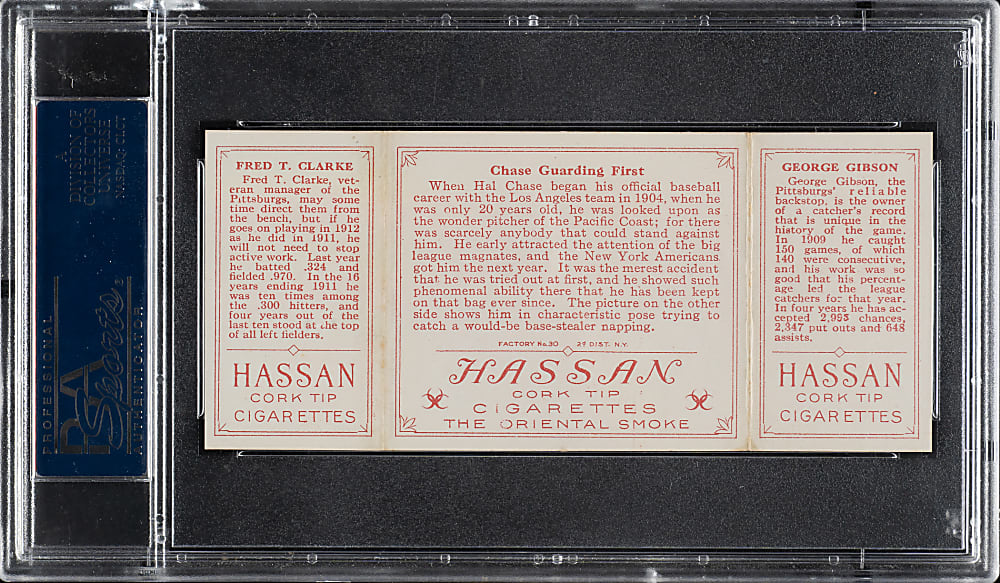 A
DIVISION OF
COLLECTORS
UNIVERSE
NASDAQ: CLCT
PROFESSIONAL
PSA
Sports
AUTHENTICATOR
FRED T. CLARKE
Fred T. Clarke, vet-
eran manager of the
Pittsburgs, may some
time direct them from
the bench, but if he
goes on playing in 1912
as he did in 1911, he
will not need to stop
active work. Last year
he batted .324 and
fielded .970. In the 16
years ending 1911 he
was ten times among
the .300 hitters, and
four years out of the
last ten stood at the top
of all left fielders.
HASSAN
CORK TIP
CIGARETTES
Chase Guarding First
When Hal Chase began his official baseball
career with the Los Angeles team in 1904, when he
was only 20 years old, he was looked upon as
the wonder pitcher of the Pacific Coast; for there
was scarcely anybody that could stand against
him. He early attracted the attention of the big
league magnates, and the New York Americans
got him the next year. It was the merest accident
that he was tried out at first, and he showed such
phenomenal ability there that he has been kept
on that bag ever since. The picture on the other
side shows him in characteristic pose trying to
catch a would-be base-stealer napping.
FACTORY No.30 2d DIST. N.Y.
HASSAN
CORK TIP
CIGARETTES
THE ORIENTAL SMOKE
GEORGE GIBSON
George Gibson, the
Pittsburgs' reliable
backstop, is the owner
of a catcher's record
that is unique in the
history of the game.
In 1909 he caught
150 games, of which
140 were consecutive,
and his work was so
good that his percent-
age led the league
catchers for that year.
In four years he has ac-
cepted 2,995 chances,
2,347 put outs and 648
assists.
HASSAN
CORK TIP
CIGARETTES